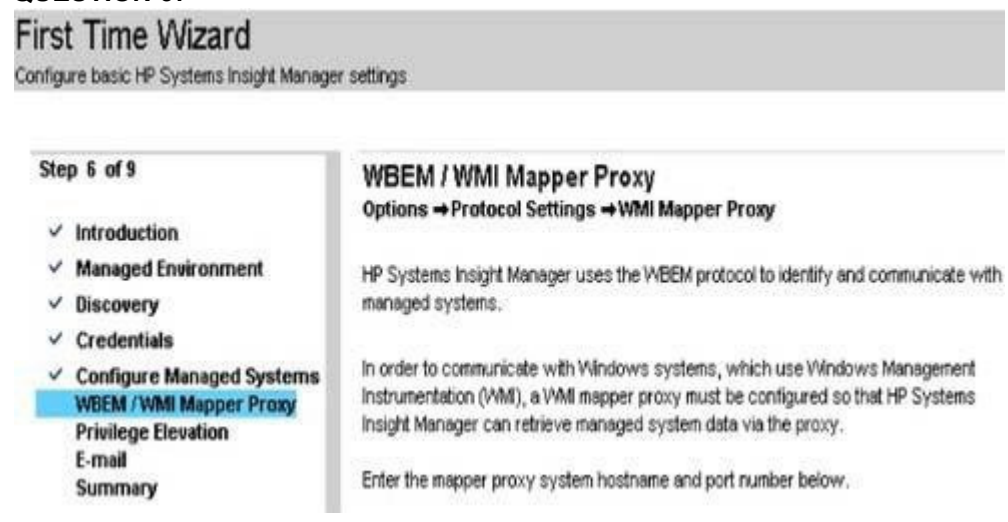 First Time Wizard
Configure basic HP Systems Insight Manager settings
Step 6 of 9
✓ Introduction
✓ Managed Environment
✓ Discovery
✓ Credentials
✓ Configure Managed Systems
WBEM / WMI Mapper Proxy
Privilege Elevation
E-mail
Summary
WBEM / WMI Mapper Proxy
Options ➔Protocol Settings ➔WMI Mapper Proxy
HP Systems Insight Manager uses the WBEM protocol to identify and communicate with
managed systems.
In order to communicate with Windows systems, which use Windows Management
Instrumentation (WMI), a WMI mapper proxy must be configured so that HP Systems
Insight Manager can retrieve managed system data via the proxy.
Enter the mapper proxy system hostname and port number below.